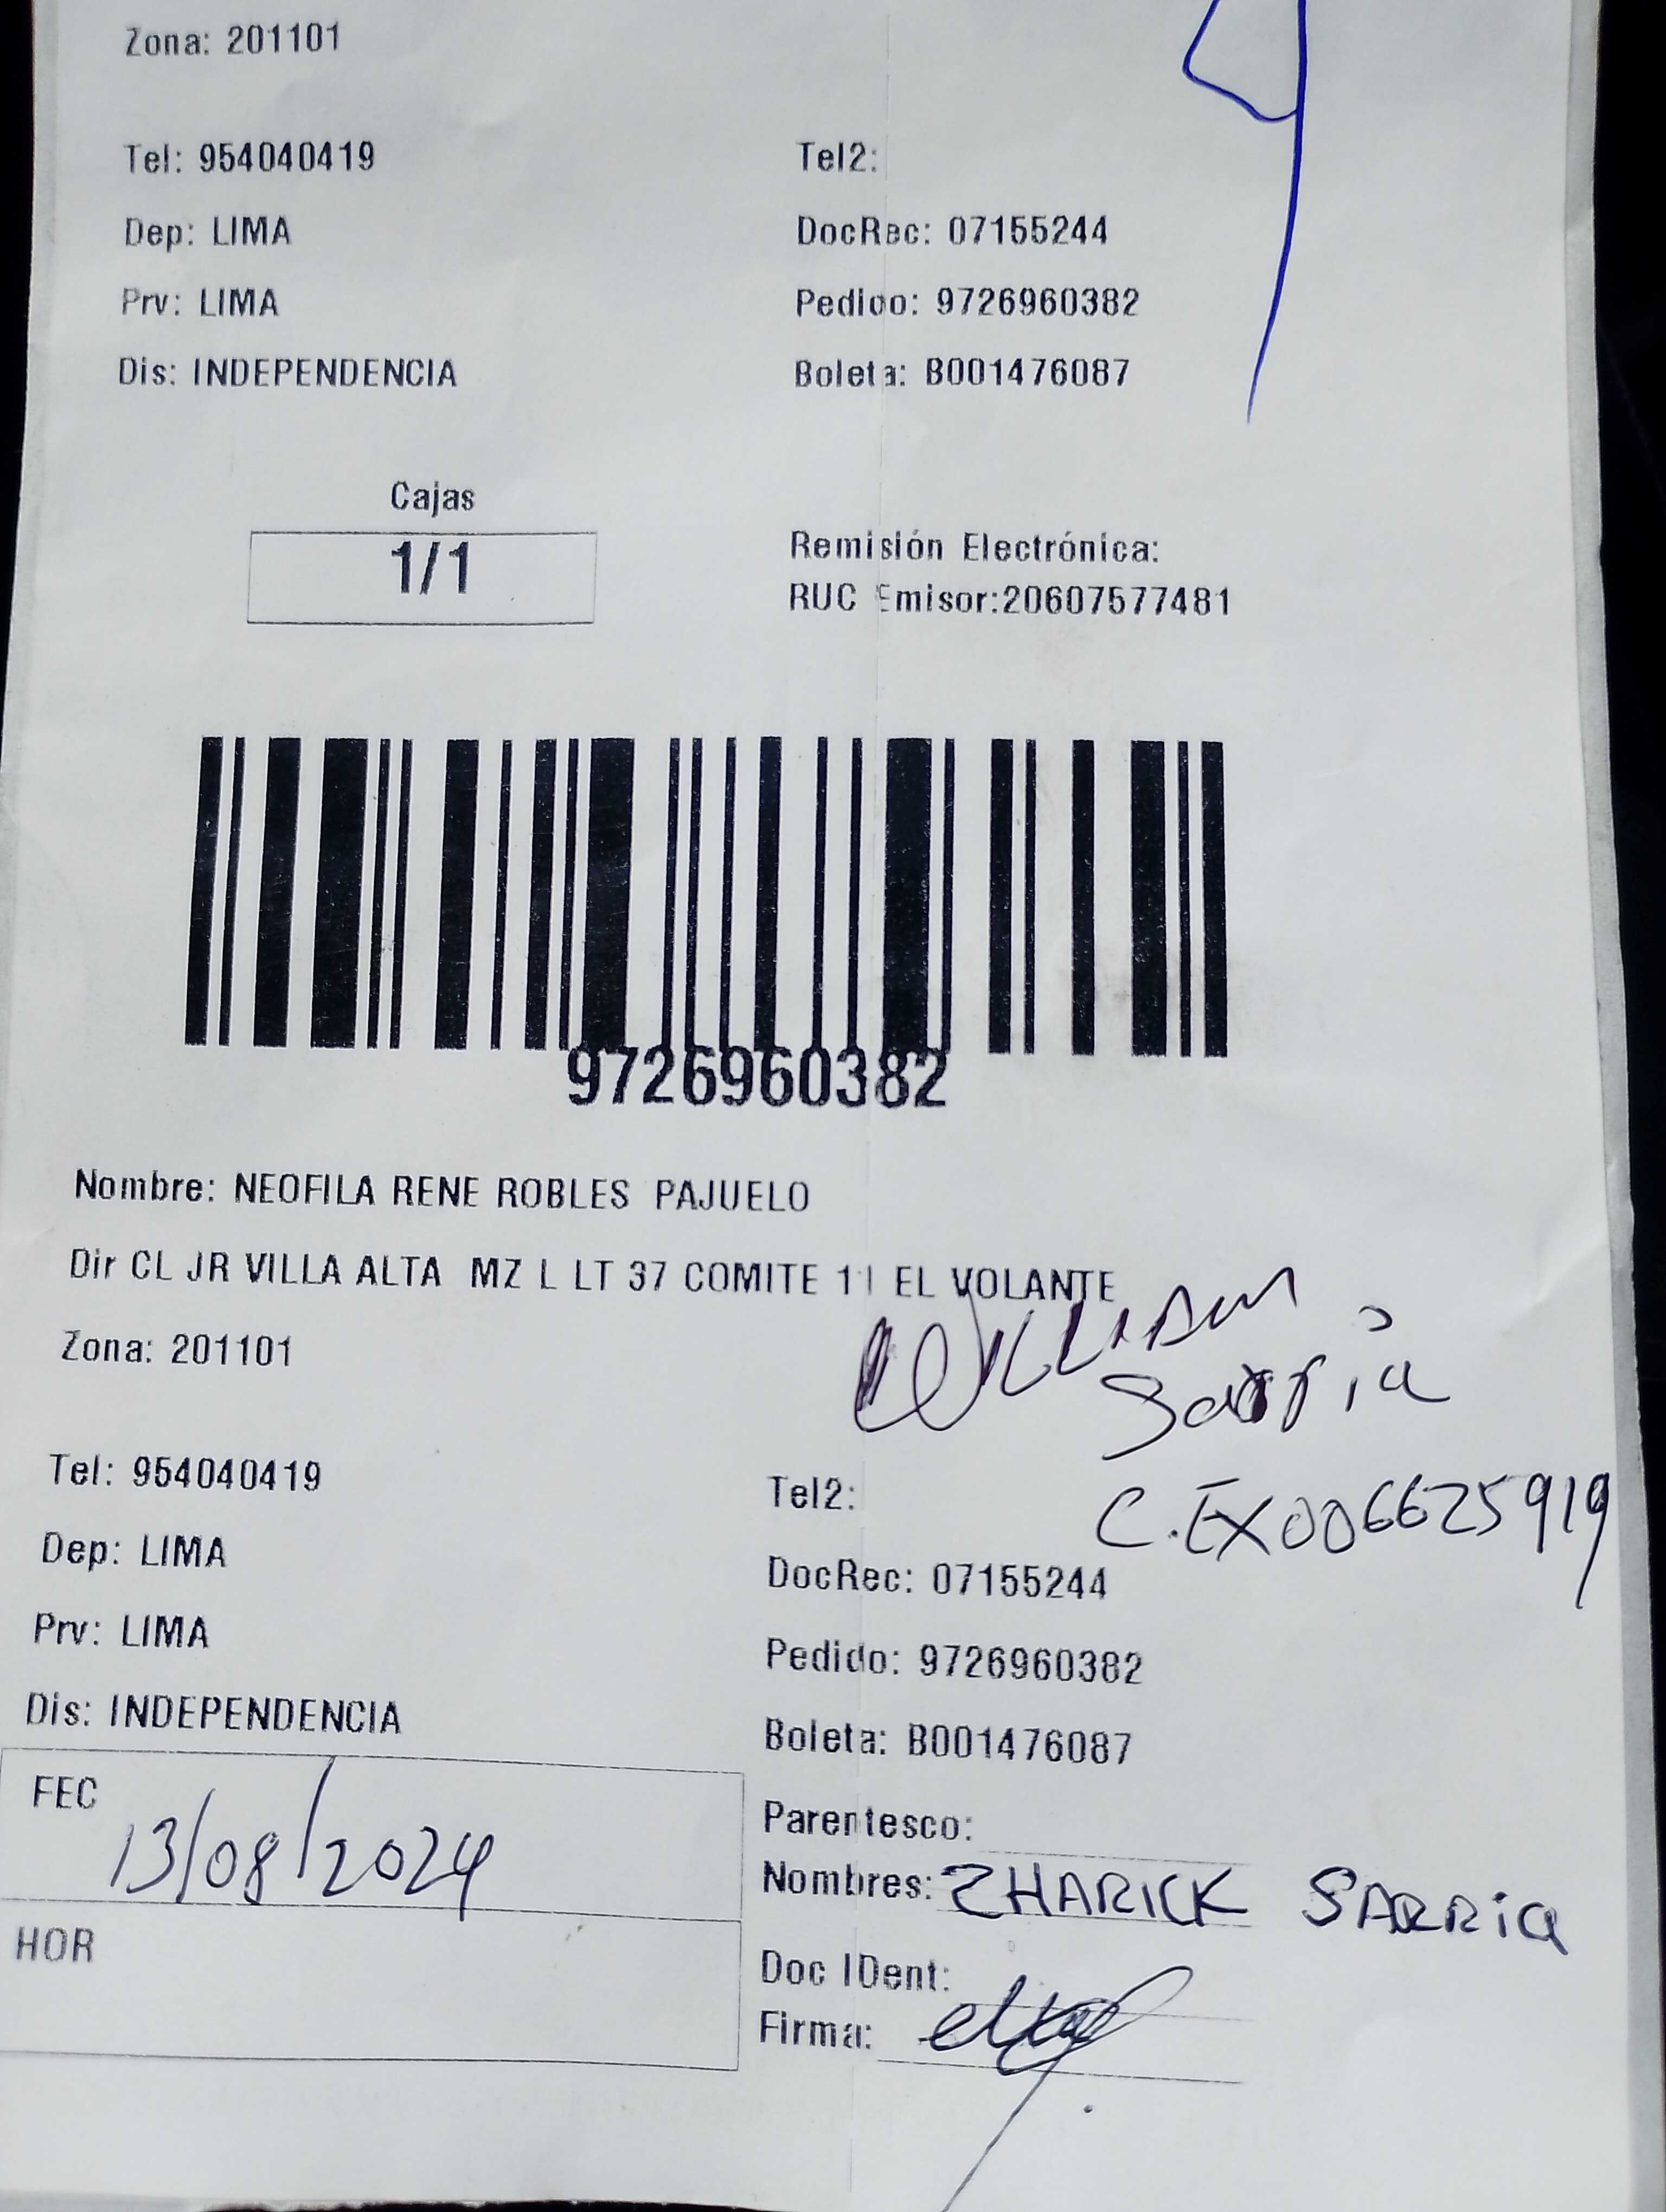 Zona: 201101
Tel: 954040419 Tel2:
Dep: LIMA DocRec: 07155244
Prv: LIMA Pedido: 9726960382
Dis: INDEPENDENCIA Boleta: B001476087
Cajas
1/1
Remisión Electrónica:
RUC Emisor:20607577481
9726960382
Nombre: NEOFILA RENE ROBLES PAJUELO
Dir CL JR VILLA ALTA MZ L LT 37 COMITE 11 EL VOLANTE
Zona: 201101
WILLIAM
Sarria
C.EX006625919
Tel: 954040419 Tel2:
Dep: LIMA DocRec: 07155244
Prv: LIMA Pedido: 9726960382
Dis: INDEPENDENCIA Boleta: B001476087
FEC 13/08/2024
Parentesco:
Nombres: ZHARICK SARRIA
HOR
Doc IDent:
Firma: